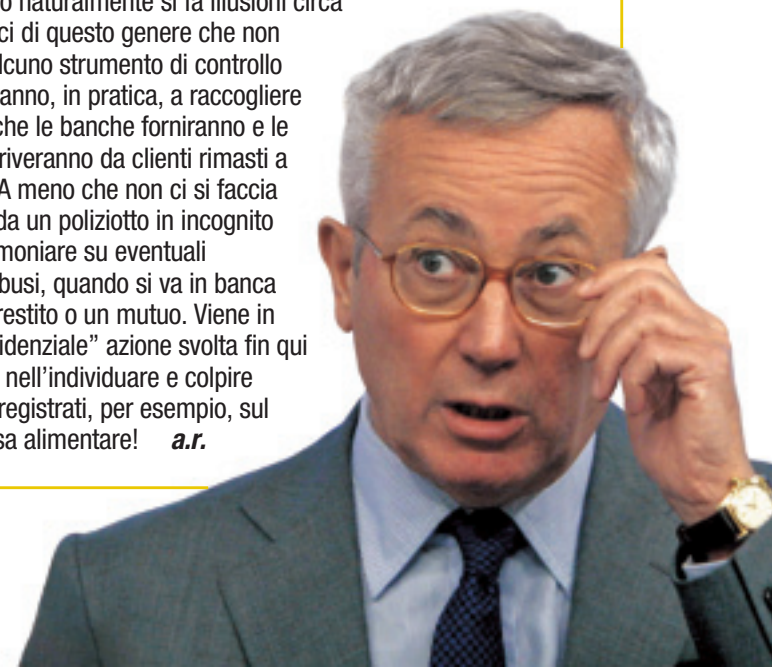 o naturalmente si fa illusioni circa
ci di questo genere che non
lcuno strumento di controllo
anno, in pratica, a raccogliere
che le banche forniranno e le
riveranno da clienti rimasti a
A meno che non ci si faccia
da un poliziotto in incognito
moniare su eventuali
busi, quando si va in banca
restito o un mutuo. Viene in
idenziale” azione svolta fin qui
nell’individuare e colpire
registrati, per esempio, sul
sa alimentare! a.r.